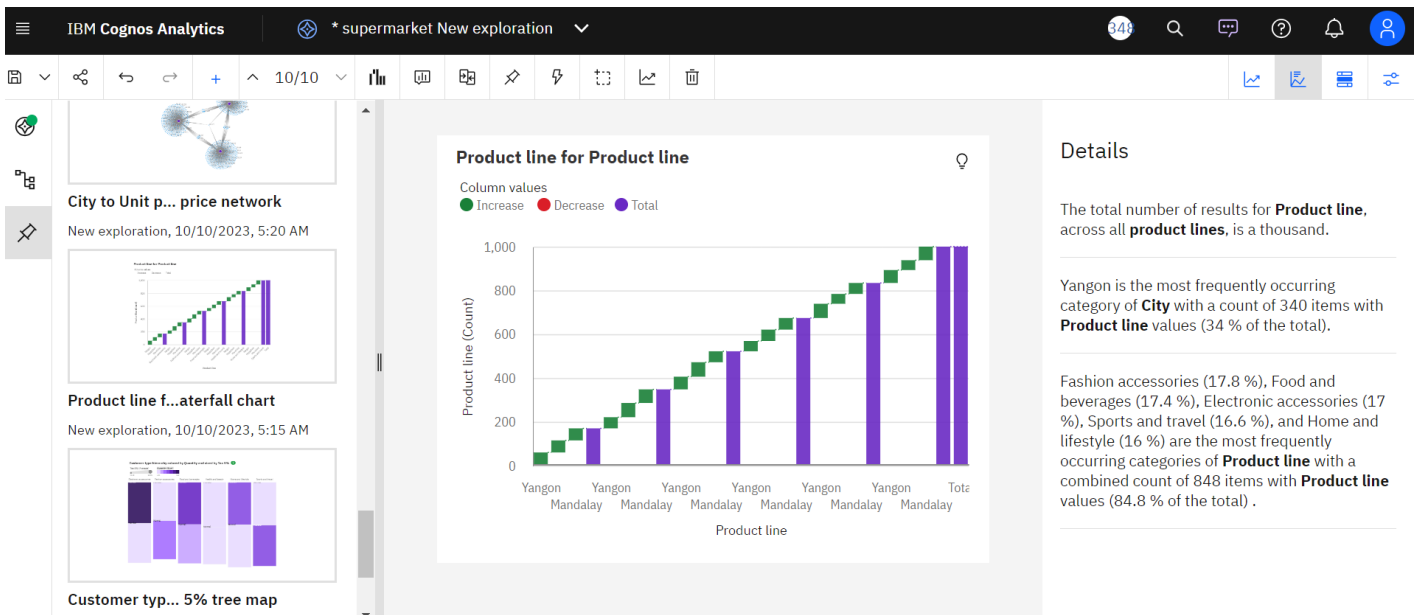 IBM Cognos Analytics
* supermarket New exploration
348
10/10
City to Unit p... price network
New exploration, 10/10/2023, 5:20 AM
Product line f...aterfall chart
New exploration, 10/10/2023, 5:15 AM
Customer typ... 5% tree map
Product line for Product line
Column values
Increase Decrease Total
1,000
800
600
400
200
0
Product line (Count)
Yangon Yangon Yangon Yangon Yangon Yangon Tota
Mandalay Mandalay Mandalay Mandalay Mandalay Mandalay
Product line
Details
The total number of results for Product line,
across all product lines, is a thousand.
Yangon is the most frequently occurring
category of City with a count of 340 items with
Product line values (34 % of the total).
Fashion accessories (17.8 %), Food and
beverages (17.4 %), Electronic accessories (17
%), Sports and travel (16.6 %), and Home and
lifestyle (16 %) are the most frequently
occurring categories of Product line with a
combined count of 848 items with Product line
values (84.8 % of the total) .